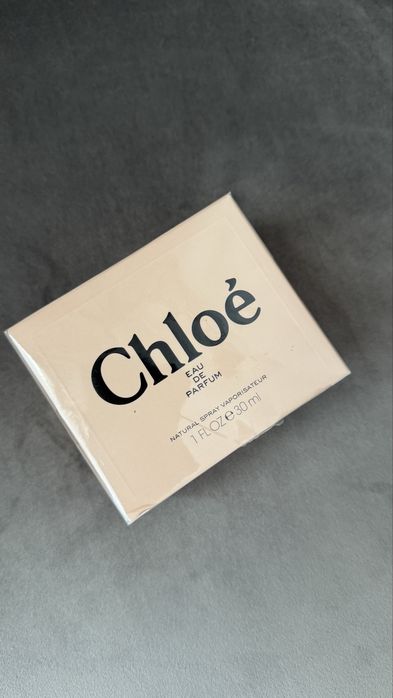 Chloé
EAU
DE
PARFUM
NATURAL SPRAY VAPORISATEUR
1 FL OZ ℮ 30 ml